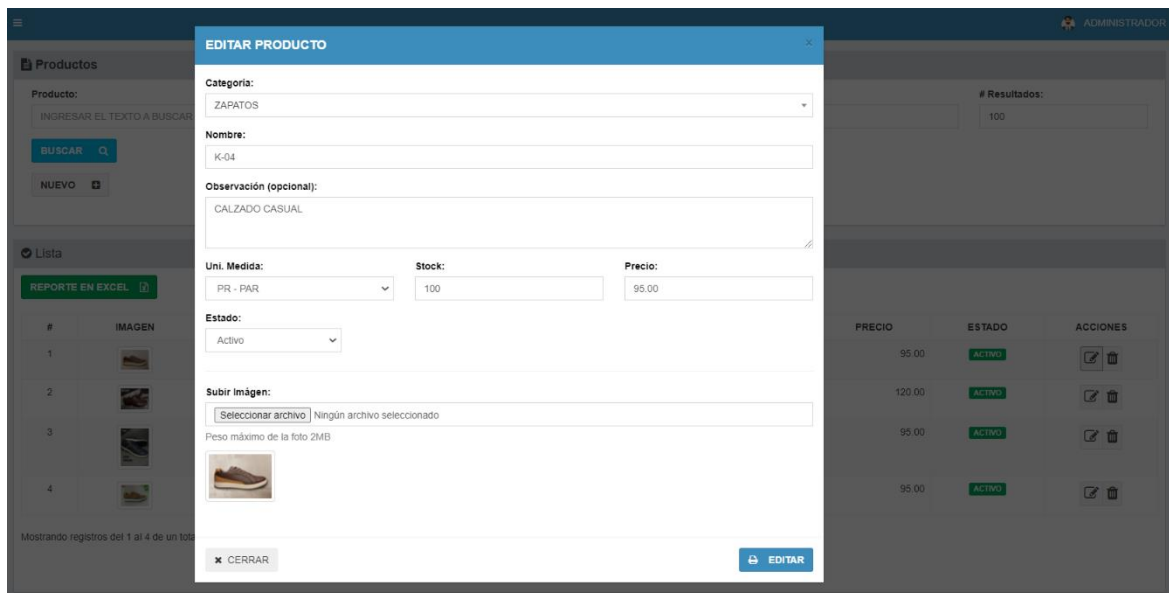 ADMINISTRADOR
EDITAR PRODUCTO ×
Productos
Categoría:
Producto: # Resultados:
ZAPATOS
INGRESAR EL TEXTO A BUSCAR 100
Nombre:
BUSCAR
K-04
NUEVO
Observación (opcional):
CALZADO CASUAL
Lista
Uni. Medida: Stock: Precio:
REPORTE EN EXCEL
PR - PAR 100 95.00
Estado:
# IMAGEN PRECIO ESTADO ACCIONES
Activo
1 95.00 ACTIVO
2 120.00 ACTIVO
Subir Imágen:
Seleccionar archivo Ningún archivo seleccionado
3 95.00 ACTIVO
Peso máximo de la foto 2MB
4 95.00 ACTIVO
Mostrando registros del 1 al 4 de un tota
CERRAR EDITAR